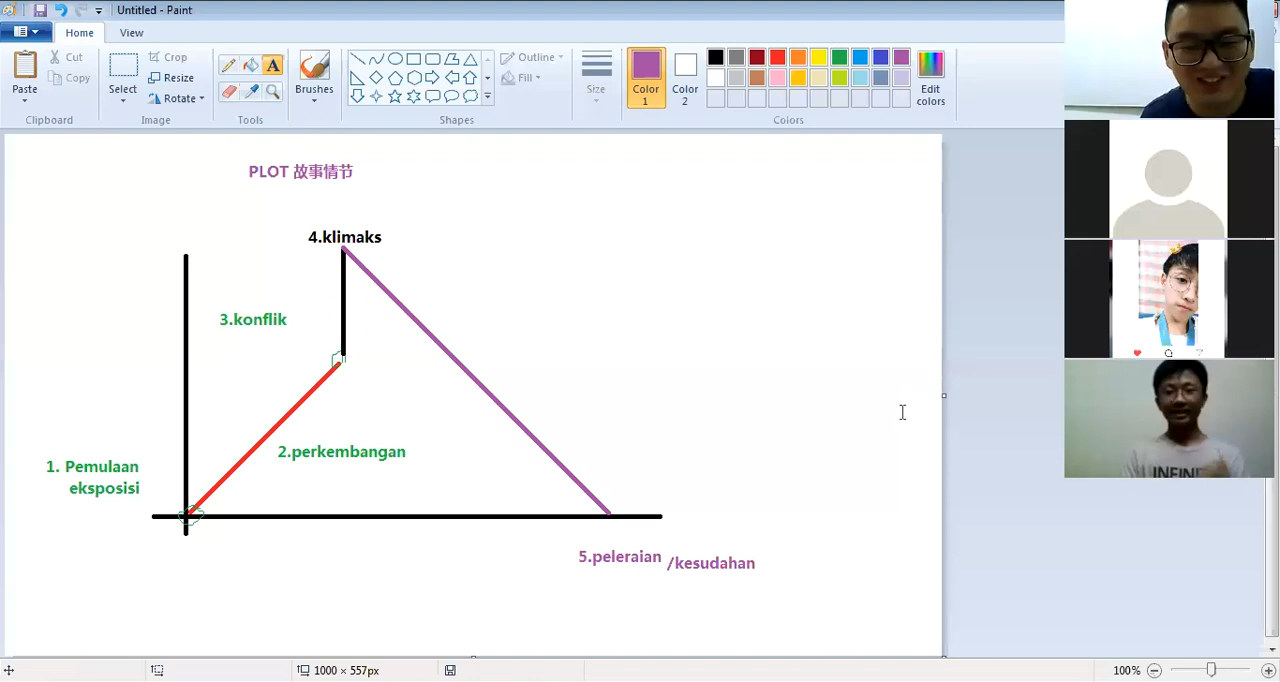 Untitled - Paint
Home
View
Paste
Cut
Copy
Clipboard
Select
Crop
Resize
Rotate
Image
A
Tools
Brushes
Shapes
Outline
Fill
Size
Color 1
Color 2
Edit colors
Colors
PLOT 故事情节
4.klimaks
3.konflik
2.perkembangan
1. Pemulaan
eksposisi
5.peleraian
/kesudahan
INFINI
1000 × 557px
100%